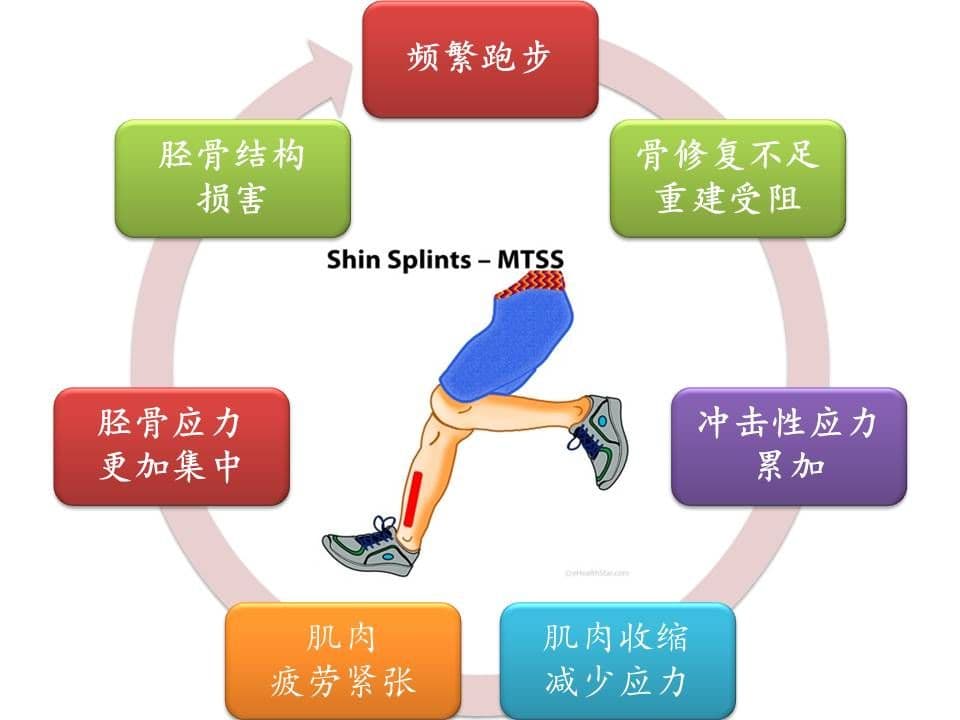 频繁跑步
骨修复不足
重建受阻
冲击性应力
累加
肌肉收缩
减少应力
肌肉
疲劳紧张
胫骨应力
更加集中
胫骨结构
损害
Shin Splints – MTSS
©eHealthStar.com